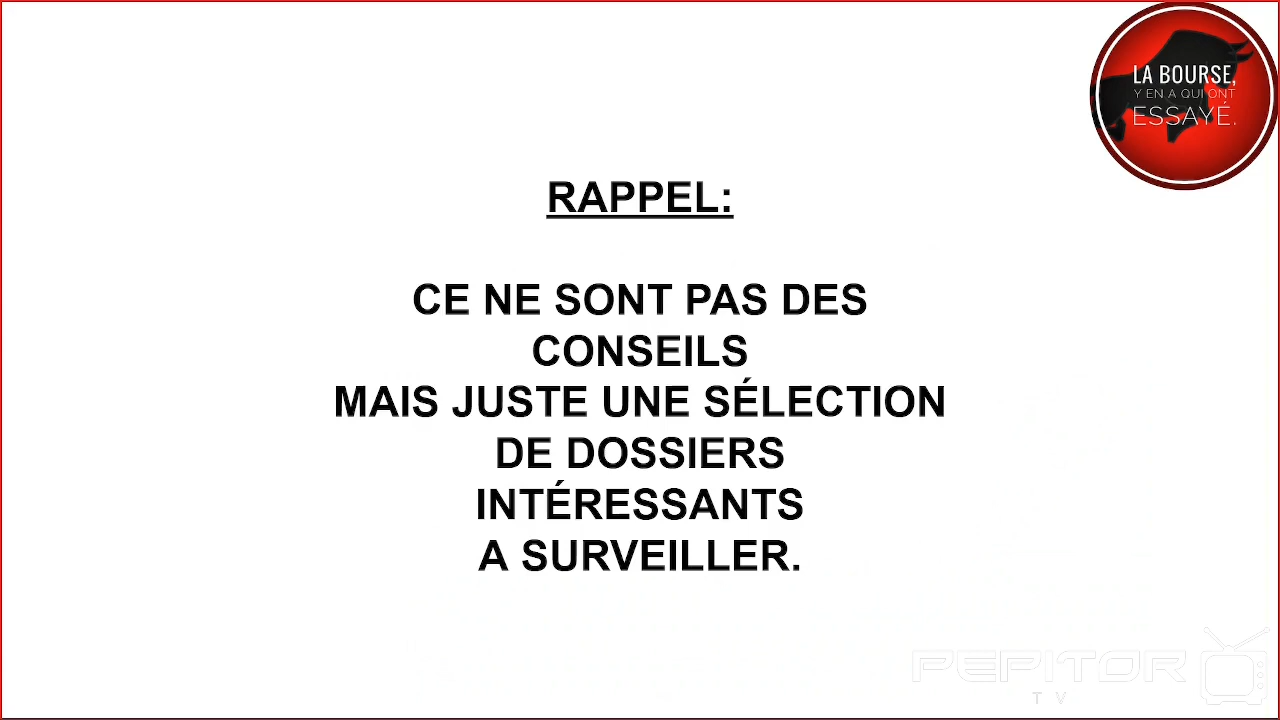 LA BOURSE,
Y EN A QUI ONT
ESSAYÉ.
RAPPEL:
CE NE SONT PAS DES
CONSEILS
MAIS JUSTE UNE SÉLECTION
DE DOSSIERS
INTÉRESSANTS
A SURVEILLER.
PEPITOR
TV